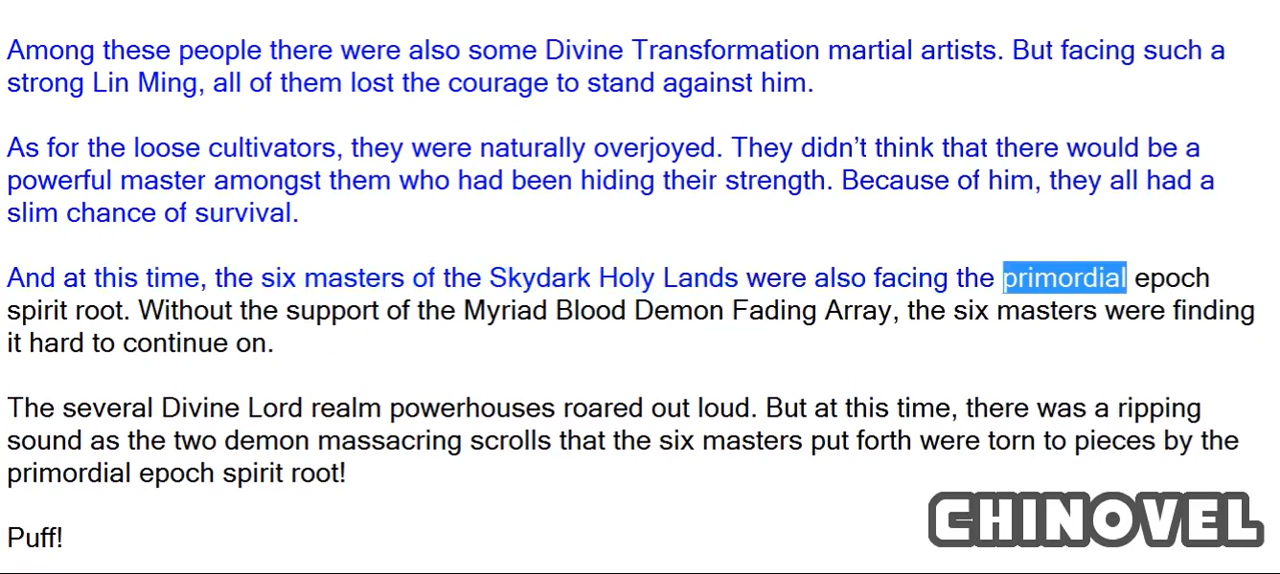 Among these people there were also some Divine Transformation martial artists. But facing such a
strong Lin Ming, all of them lost the courage to stand against him.
As for the loose cultivators, they were naturally overjoyed. They didn’t think that there would be a
powerful master amongst them who had been hiding their strength. Because of him, they all had a
slim chance of survival.
And at this time, the six masters of the Skydark Holy Lands were also facing the primordial epoch
spirit root. Without the support of the Myriad Blood Demon Fading Array, the six masters were finding
it hard to continue on.
The several Divine Lord realm powerhouses roared out loud. But at this time, there was a ripping
sound as the two demon massacring scrolls that the six masters put forth were torn to pieces by the
primordial epoch spirit root!
Puff!
CHINOVEL